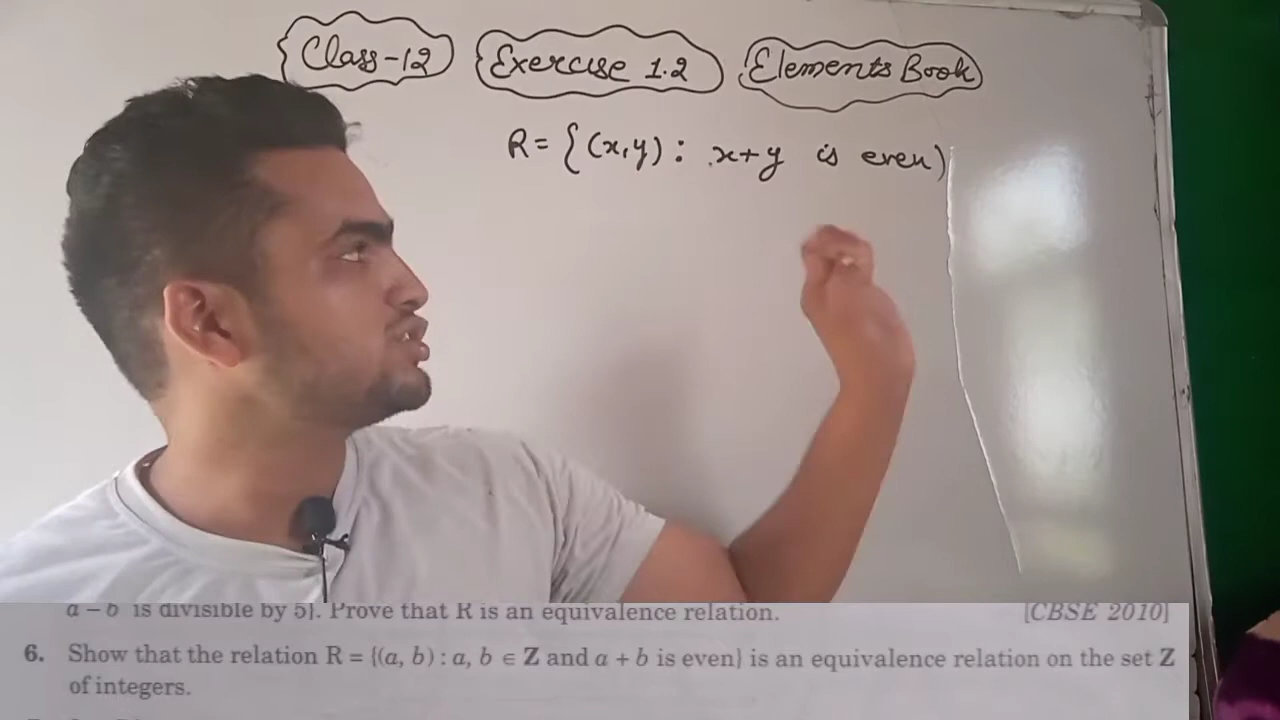 Class-12 Exercise 1.2 Elements Book
R = {(x,y) : x+y is even)
a – b is divisible by 5}. Prove that R is an equivalence relation. [CBSE 2010]
6. Show that the relation R = {(a, b) : a, b ∈ Z and a + b is even} is an equivalence relation on the set Z
of integers.